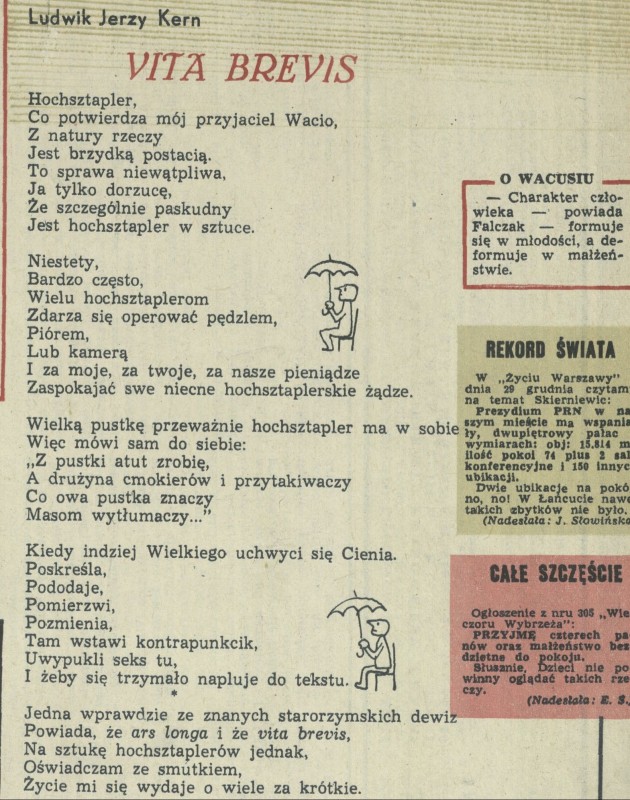 Ludwik Jerzy Kern
VITA BREVIS
Hochsztapler,
Co potwierdza mój przyjaciel Wacio,
Z natury rzeczy
Jest brzydką postacią.
To sprawa niewątpliwa,
Ja tylko dorzucę,
Że szczególnie paskudny
Jest hochsztapler w sztuce.
Niestety,
Bardzo często,
Wielu hochsztaplerom
Zdarza się operować pędzlem,
Piórem,
Lub kamerą
I za moje, za twoje, za nasze pieniądze
Zaspokajać swe niecne hochsztaplerskie żądze.
Wielką pustkę przeważnie hochsztapler ma w sobie
Więc mówi sam do siebie:
„Z pustki atut zrobię,
A drużyna cmokierów i przytakiwaczy
Co owa pustka znaczy
Masom wytłumaczy..."
Kiedy indziej Wielkiego uchwyci się Cienia.
Poskreśla,
Pododaje,
Pomierzwi,
Pozmienia,
Tam wstawi kontrapunkcik,
Uwypukli seks tu,
I żeby się trzymało napluje do tekstu.
*
Jedna wprawdzie ze znanych starorzymskich dewiz
Powiada, że ars longa i że vita brevis,
Na sztukę hochsztaplerów jednak,
Oświadczam ze smutkiem,
Życie mi się wydaje o wiele za krótkie.
O WACUSIU
— Charakter czło-
wieka — powiada
Falczak — formuje
się w młodości, a de-
formuje w małżeń-
stwie.
REKORD ŚWIATA
W „Życiu Warszawy"
dnia 29 grudnia czytam
na temat Skierniewic:
Prezydium PRN w na
szym mieście ma wspania
ły, dwupiętrowy pałac
wymiarach: obj: 15.814 m
ilość pokoi 74 plus 2 sal
konferencyjne i 150 innyc
ubikacji.
Dwie ubikacje na pokó
no, no! W Łańcucie nawe
takich zbytków nie było.
(Nadesłała: J. Słowińska
CAŁE SZCZĘŚCIE
Ogłoszenie z nru 305 „Wie
czoru Wybrzeża":
PRZYJMĘ czterech pa
nów oraz małżeństwo bez
dzietne do pokoju.
Słusznie. Dzieci nie po
winny oglądać takich rze
czy.
(Nadesłała: E. S.,